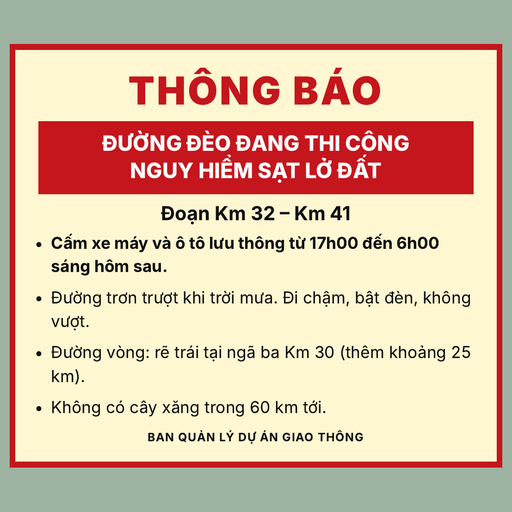 THÔNG BÁO
ĐƯỜNG ĐÈO ĐANG THI CÔNG
NGUY HIỂM SẠT LỞ ĐẤT
Đoạn Km 32 – Km 41
• Cấm xe máy và ô tô lưu thông từ 17h00 đến 6h00
sáng hôm sau.
• Đường trơn trượt khi trời mưa. Đi chậm, bật đèn, không
vượt.
• Đường vòng: rẽ trái tại ngã ba Km 30 (thêm khoảng 25
km).
• Không có cây xăng trong 60 km tới.
BAN QUẢN LÝ DỰ ÁN GIAO THÔNG